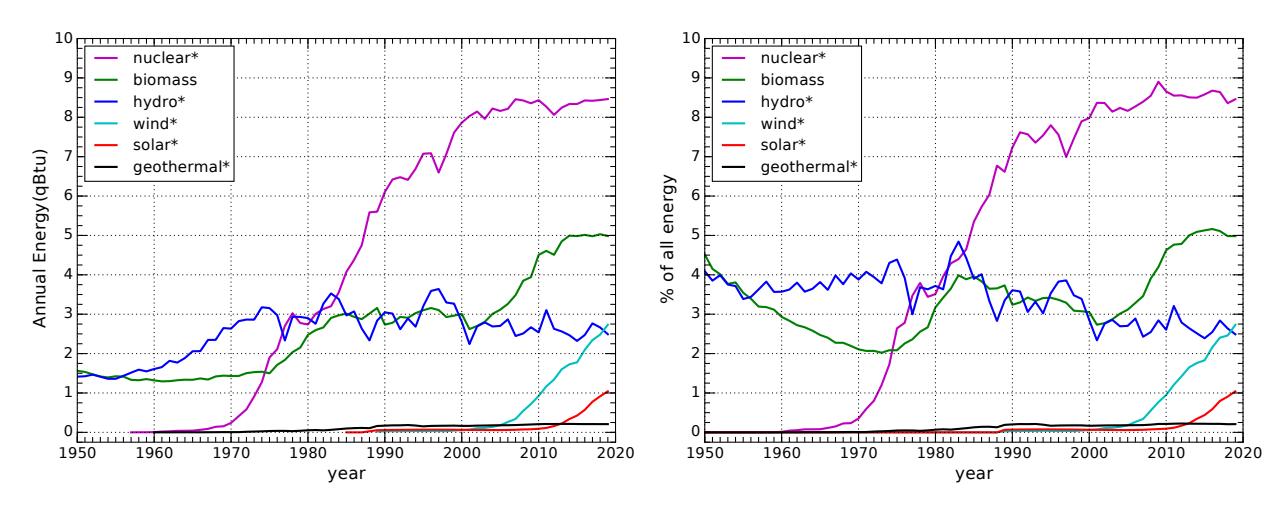 10
9
8
7
6
5
4
3
2
1
0
Annual Energy(qBtu)
nuclear*
biomass
hydro*
wind*
solar*
geothermal*
1950 1960 1970 1980 1990 2000 2010 2020
year
10
9
8
7
6
5
4
3
2
1
0
% of all energy
nuclear*
biomass
hydro*
wind*
solar*
geothermal*
1950 1960 1970 1980 1990 2000 2010 2020
year